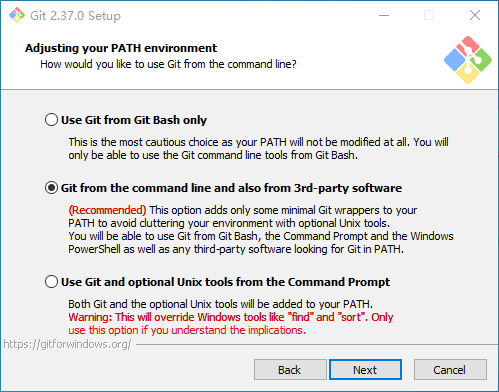 Git 2.37.0 Setup
Adjusting your PATH environment
How would you like to use Git from the command line?
Use Git from Git Bash only
This is the most cautious choice as your PATH will not be modified at all. You will
only be able to use the Git command line tools from Git Bash.
Git from the command line and also from 3rd-party software
(Recommended) This option adds only some minimal Git wrappers to your
PATH to avoid cluttering your environment with optional Unix tools.
You will be able to use Git from Git Bash, the Command Prompt and the Windows
PowerShell as well as any third-party software looking for Git in PATH.
Use Git and optional Unix tools from the Command Prompt
Both Git and the optional Unix tools will be added to your PATH.
Warning: This will override Windows tools like "find" and "sort". Only
use this option if you understand the implications.
https://gitforwindows.org/
Back
Next
Cancel